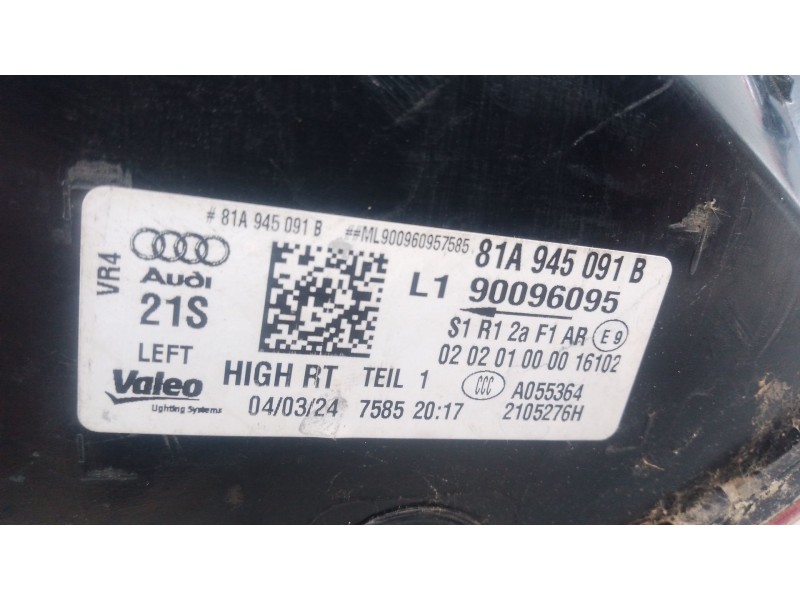 # 81A 945 091 B ##ML900960957585
81A 945 091 B
VR4
Audi
L1 90096095
21S
S1 R1 2a F1 AR E9
LEFT
02 02 01 00 00 16102
Valeo
HIGH RT TEIL 1
CCC A055364
Lighting Systems
04/03/24 7585 20:17 2105276H